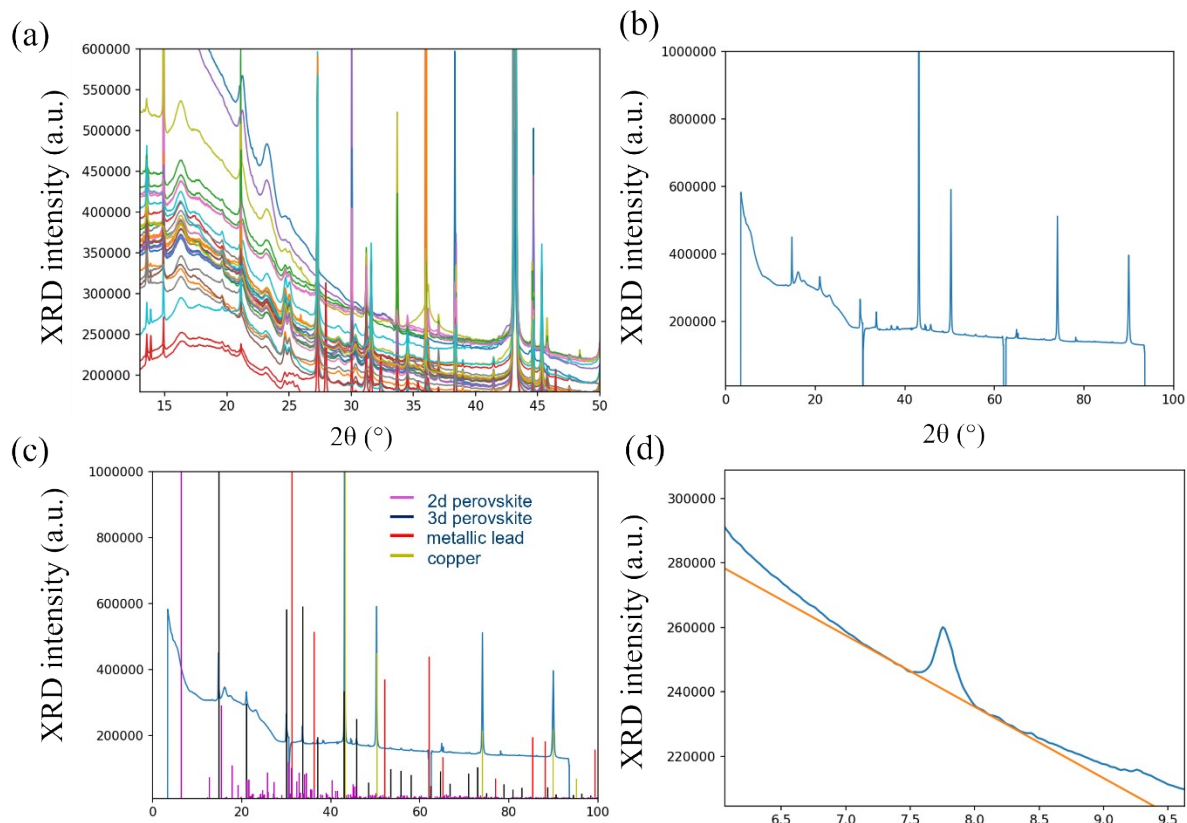 (a)
XRD intensity (a.u.)
600000
550000
500000
450000
400000
350000
300000
250000
200000
15 20 25 30 35 40 45 50
2θ (°)
(b)
XRD intensity (a.u.)
1000000
800000
600000
400000
200000
0 20 40 60 80 100
2θ (°)
(c)
XRD intensity (a.u.)
1000000
800000
600000
400000
200000
0 20 40 60 80 100
2d perovskite
3d perovskite
metallic lead
copper
(d)
XRD intensity (a.u.)
300000
280000
260000
240000
220000
6.5 7.0 7.5 8.0 8.5 9.0 9.5